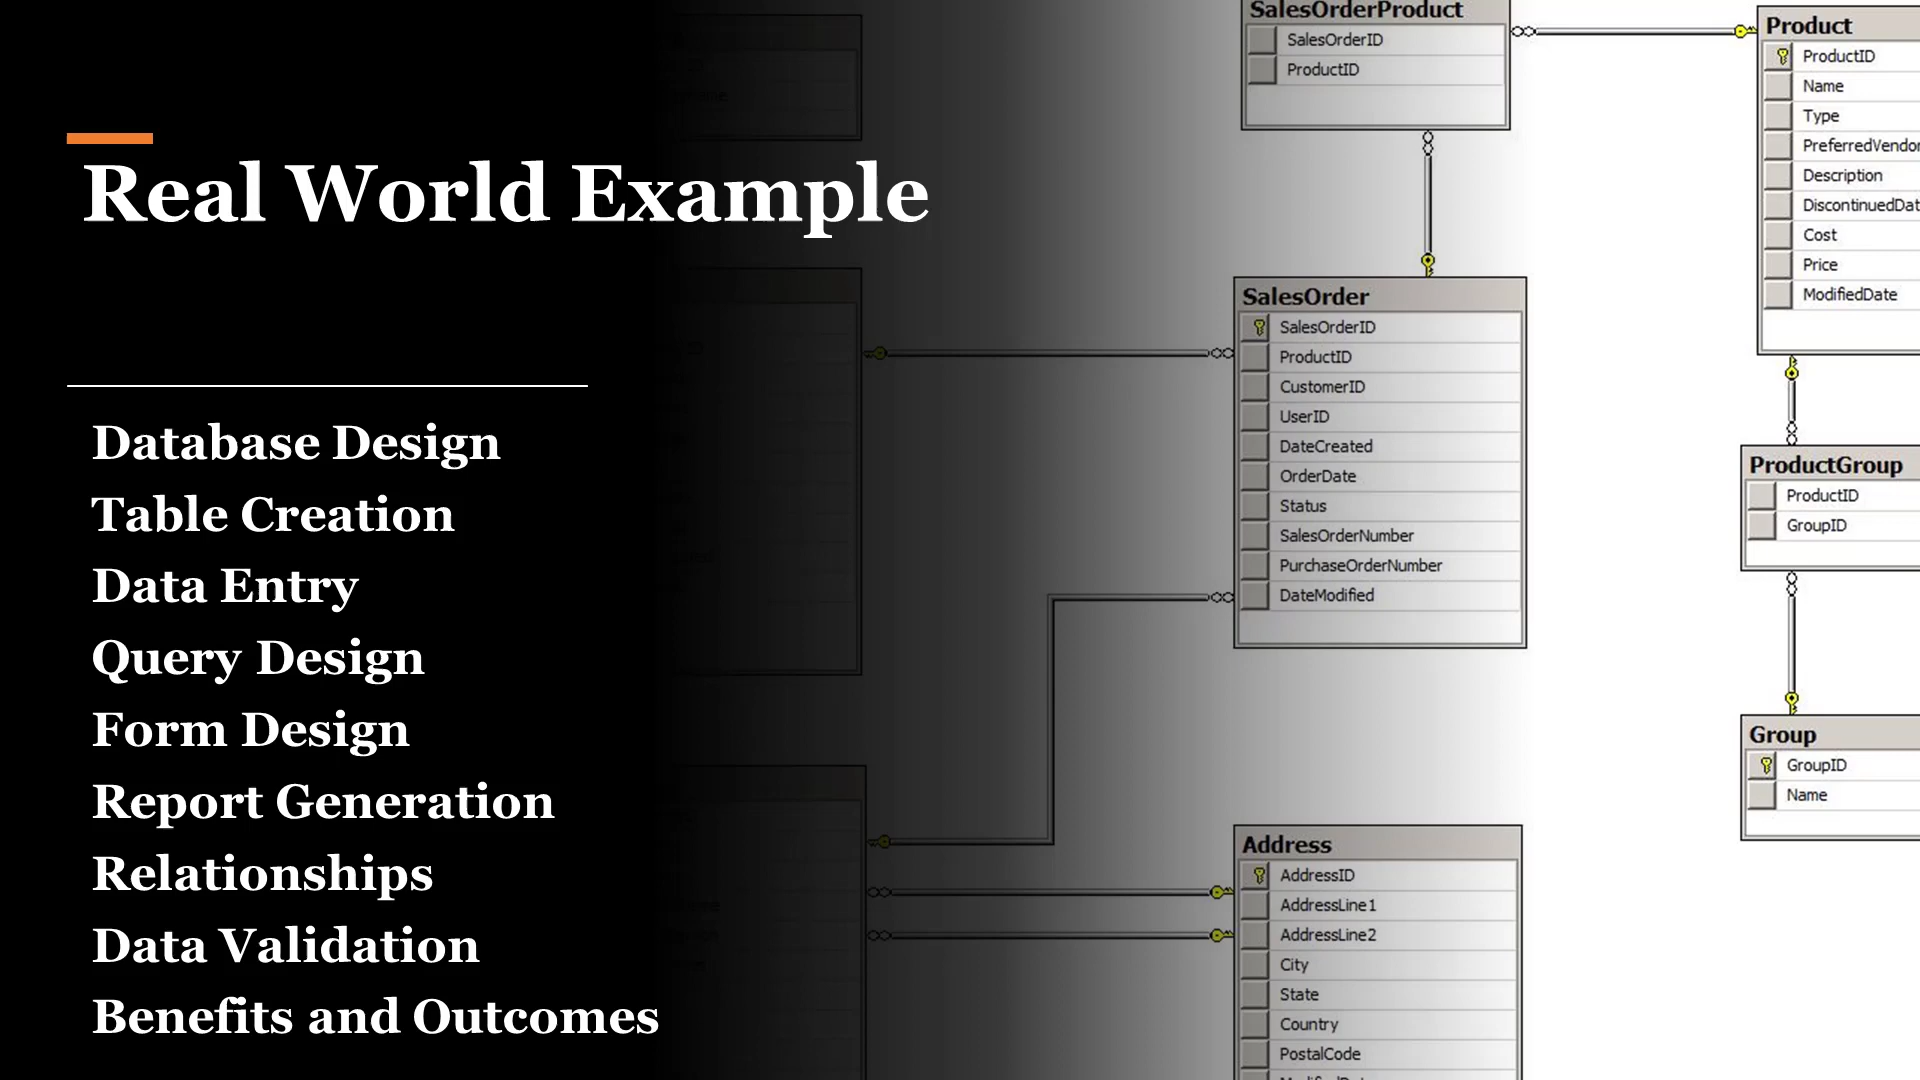 Real World Example
Database Design
Table Creation
Data Entry
Query Design
Form Design
Report Generation
Relationships
Data Validation
Benefits and Outcomes
SalesOrderProduct
SalesOrderID
ProductID
SalesOrder
SalesOrderID
ProductID
CustomerID
UserID
DateCreated
OrderDate
Status
SalesOrderNumber
PurchaseOrderNumber
DateModified
Address
AddressID
AddressLine1
AddressLine2
City
State
Country
PostalCode
Product
ProductID
Name
Type
PreferredVendor
Description
DiscontinuedDat
Cost
Price
ModifiedDate
ProductGroup
ProductID
GroupID
Group
GroupID
Name